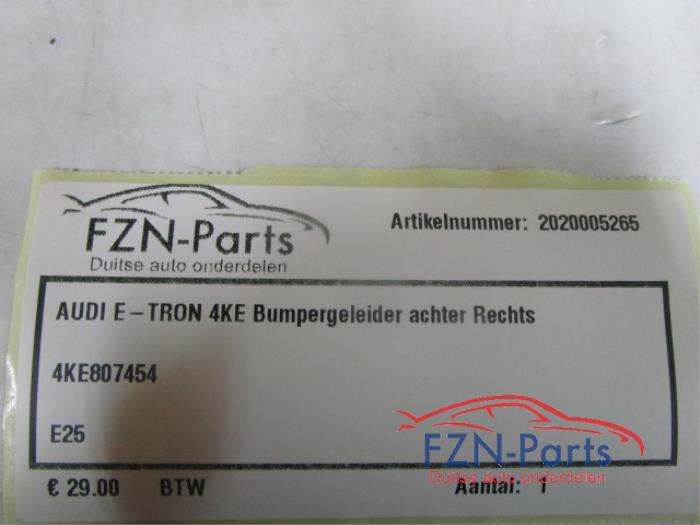 FZN-Parts
Duitse auto onderdelen
Artikelnummer: 2020005265
AUDI E-TRON 4KE Bumpergeleider achter Rechts
4KE807454
E25
€ 29.00 BTW Aantal: 1
FZN-Parts
Duitse auto onderdelen